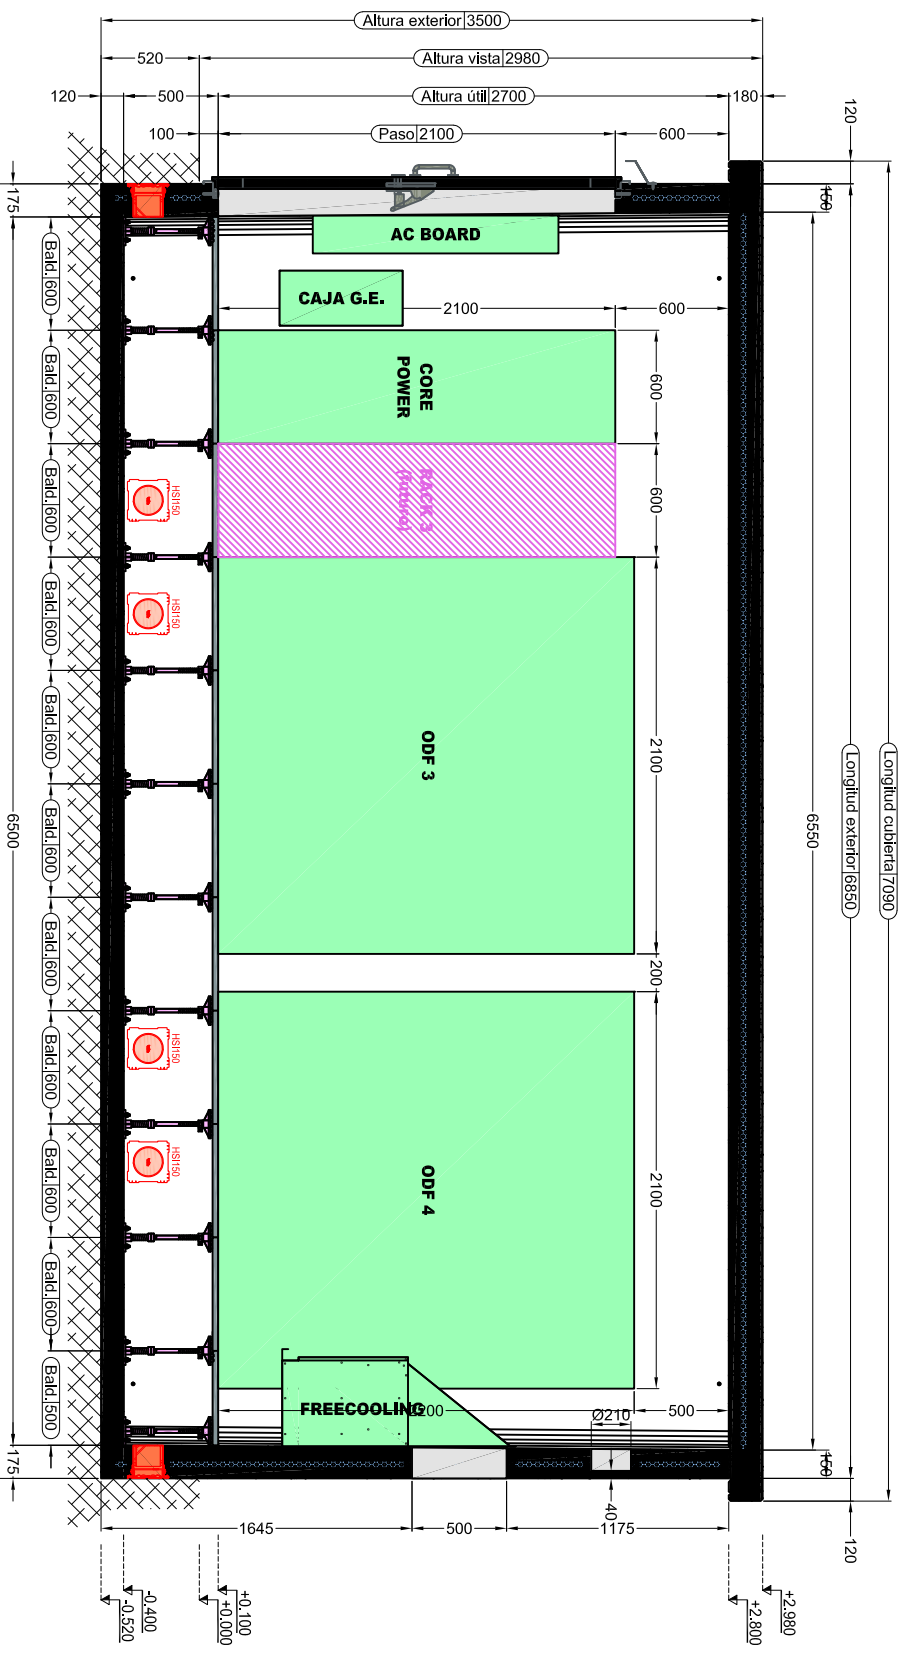 Altura exterior 3500
520
Altura vista 2980
120
500
Altura útil 2700
180
100
Paso 2100
600
120
175
150
Bald. 600
AC BOARD
CAJA G.E.
2100
600
Bald. 600
CORE
POWER
600
Bald. 600
HSI150
RACK 3
(futuro)
600
Bald. 600
HSI150
Bald. 600
ODF 3
2100
Longitud cubierta 7090
Longitud exterior 6850
6550
6500
Bald. 600
Bald. 600
200
Bald. 600
HSI150
Bald. 600
HSI150
ODF 4
2100
Bald. 600
Bald. 500
FREECOOLING
2200
Ø210
500
175
150
40
1645
500
1175
120
-0.520
-0.400
+0.000
+0.100
+2.800
+2.980